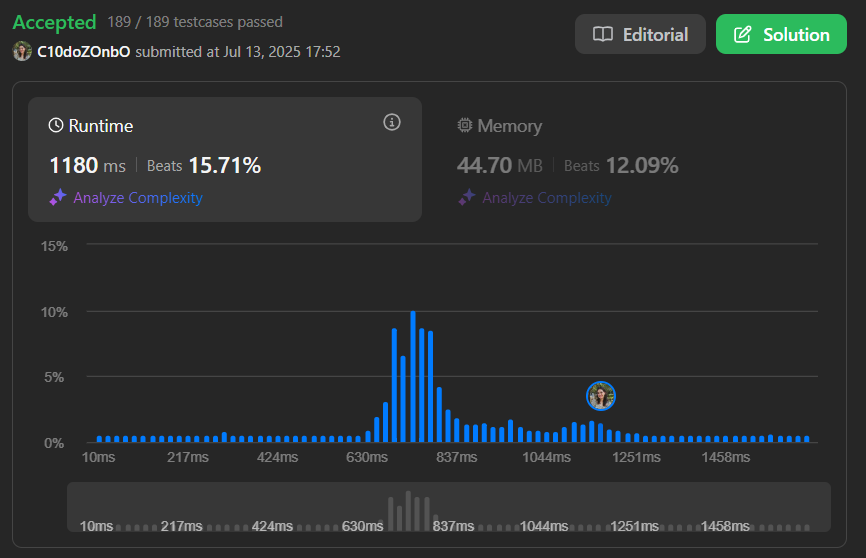 Accepted 189 / 189 testcases passed
C10doZOnbO submitted at Jul 13, 2025 17:52
Editorial
Solution
Runtime
1180 ms | Beats 15.71%
Analyze Complexity
Memory
44.70 MB | Beats 12.09%
Analyze Complexity
15%
10%
5%
0%
10ms 217ms 424ms 630ms 837ms 1044ms 1251ms 1458ms
10ms 217ms 424ms 630ms 837ms 1044ms 1251ms 1458ms